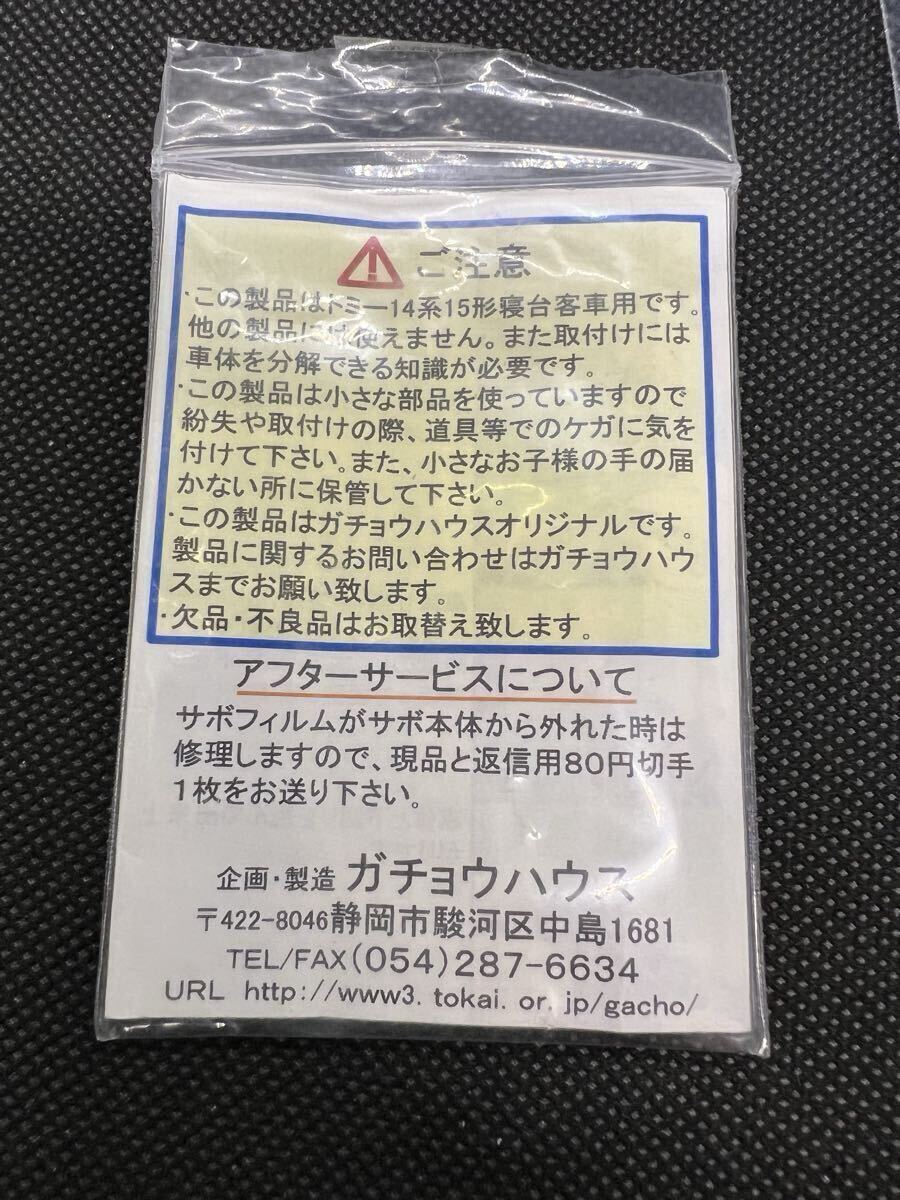 ご注意
・この製品はトミー14系15形寝台客車用です。
他の製品には使えません。また取付けには
車体を分解できる知識が必要です。
・この製品は小さな部品を使っていますので
紛失や取付けの際、道具等でのケガに気を
付けて下さい。また、小さなお子様の手の届
かない所に保管して下さい。
・この製品はガチョウハウスオリジナルです。
製品に関するお問い合わせはガチョウハウ
スまでお願い致します。
・欠品・不良品はお取替え致します。
アフターサービスについて
サボフィルムがサボ本体から外れた時は
修理しますので、現品と返信用80円切手
1枚をお送り下さい。
企画・製造 ガチョウハウス
〒422-8046静岡市駿河区中島1681
TEL/FAX(054)287-6634
URL http://www3.tokai.or.jp/gacho/